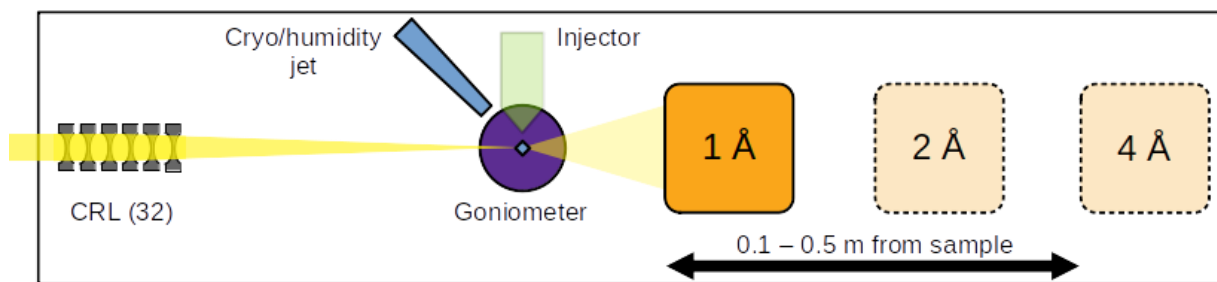 Cryo/humidity
jet
Injector
1 Å
2 Å
4 Å
CRL (32)
Goniometer
0.1 – 0.5 m from sample